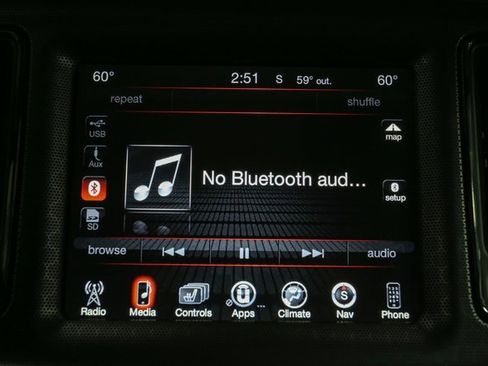 60° 2:51 S 59° out. 60°
repeat shuffle
USB
map
Aux
No Bluetooth aud...
setup
SD
browse audio
Radio Media Controls Apps ... Climate Nav Phone